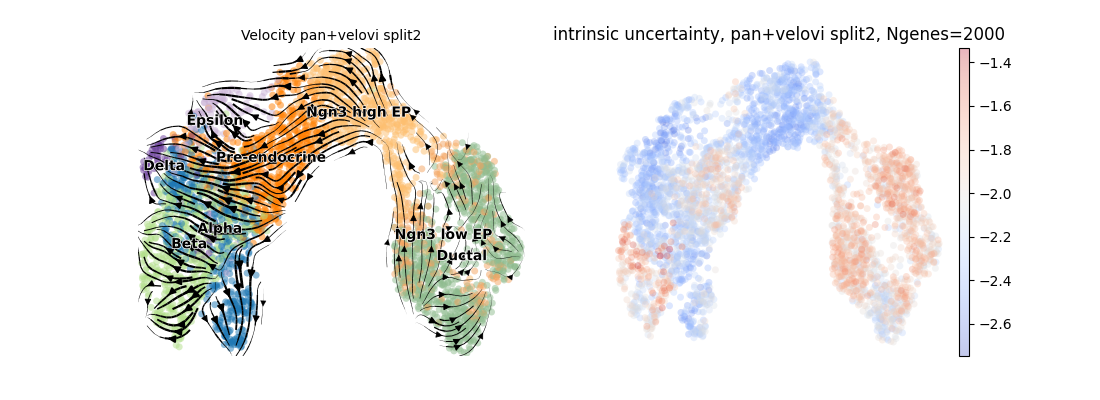 Velocity pan+velovi split2
Ngn3 high EP
Epsilon
Pre-endocrine
Delta
Alpha
Beta
Ngn3 low EP
Ductal
intrinsic uncertainty, pan+velovi split2, Ngenes=2000
−1.4
−1.6
−1.8
−2.0
−2.2
−2.4
−2.6